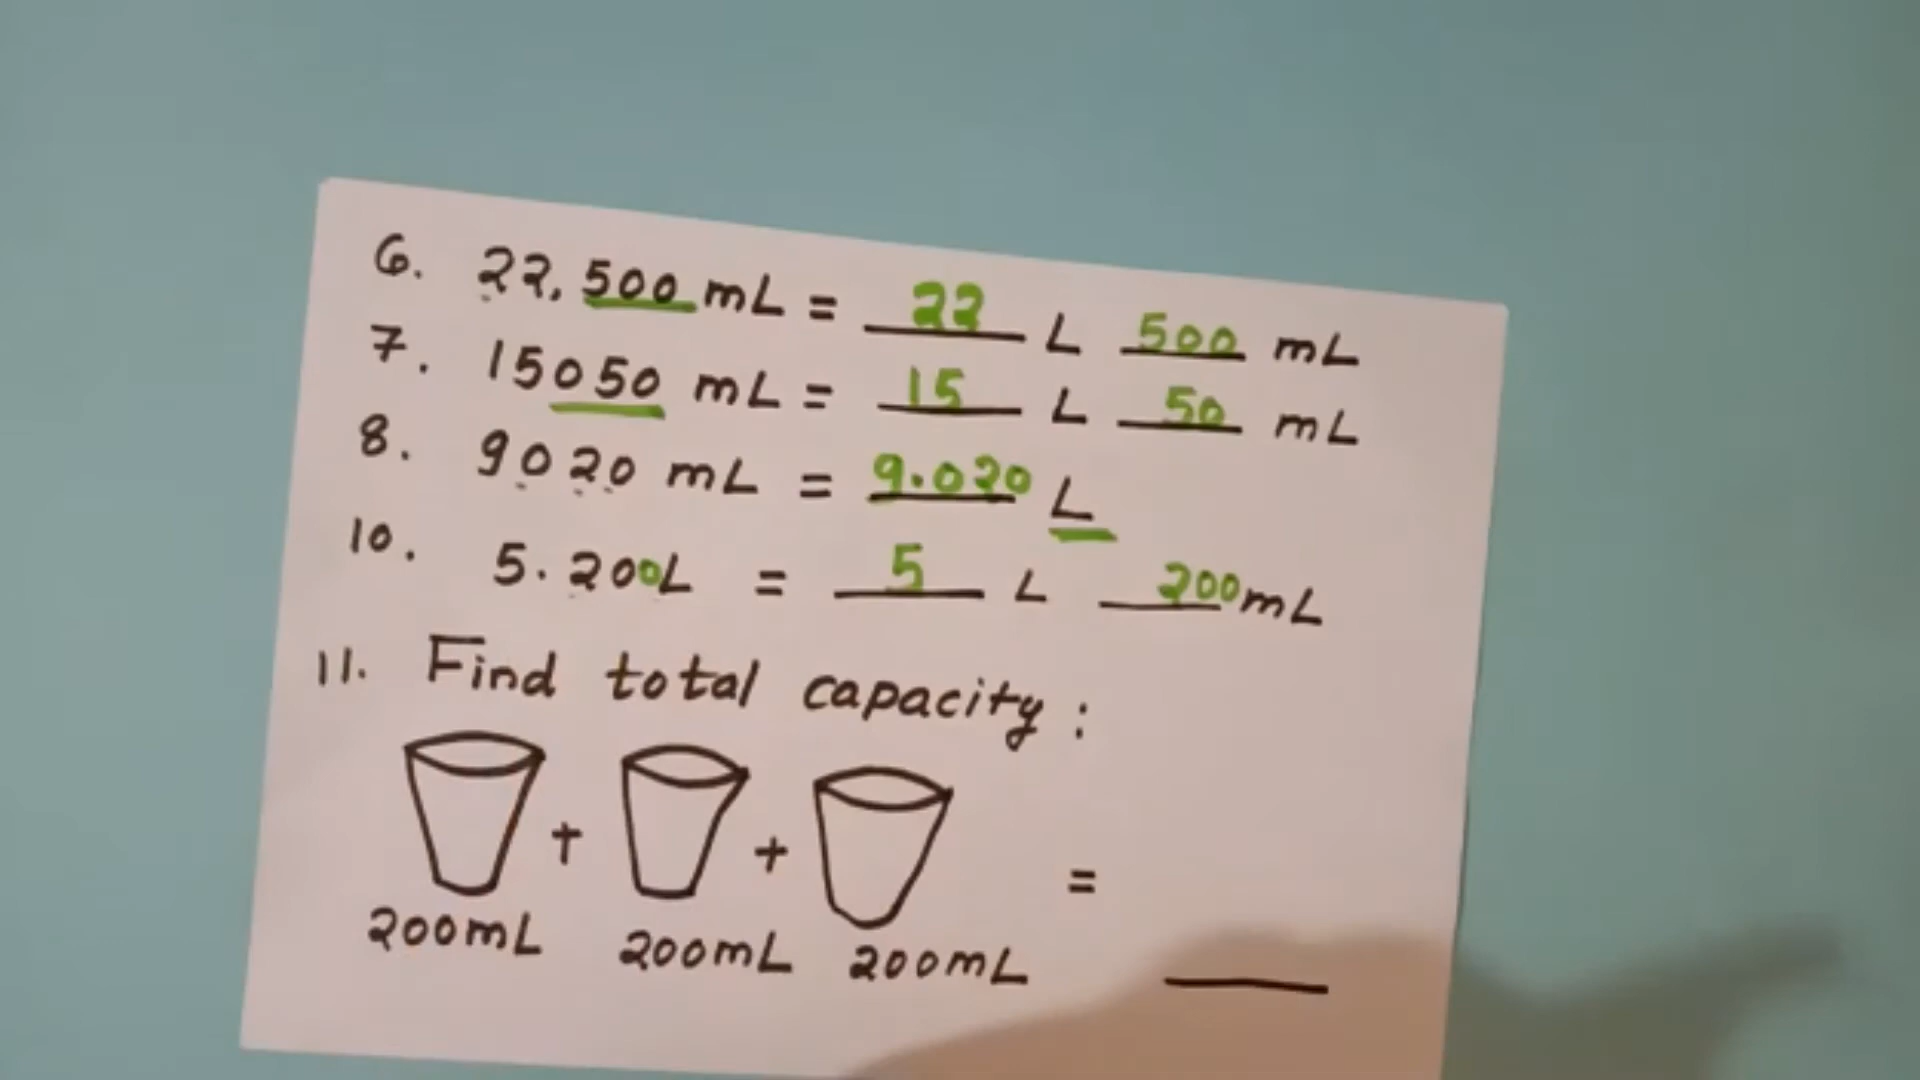 6. 22,500 mL = 22 L 500 mL
7. 15050 mL = 15 L 50 mL
8. 9020 mL = 9.020 L
10. 5.200L = 5 L 200mL
11. Find total capacity:
+ + =
200mL 200mL 200mL